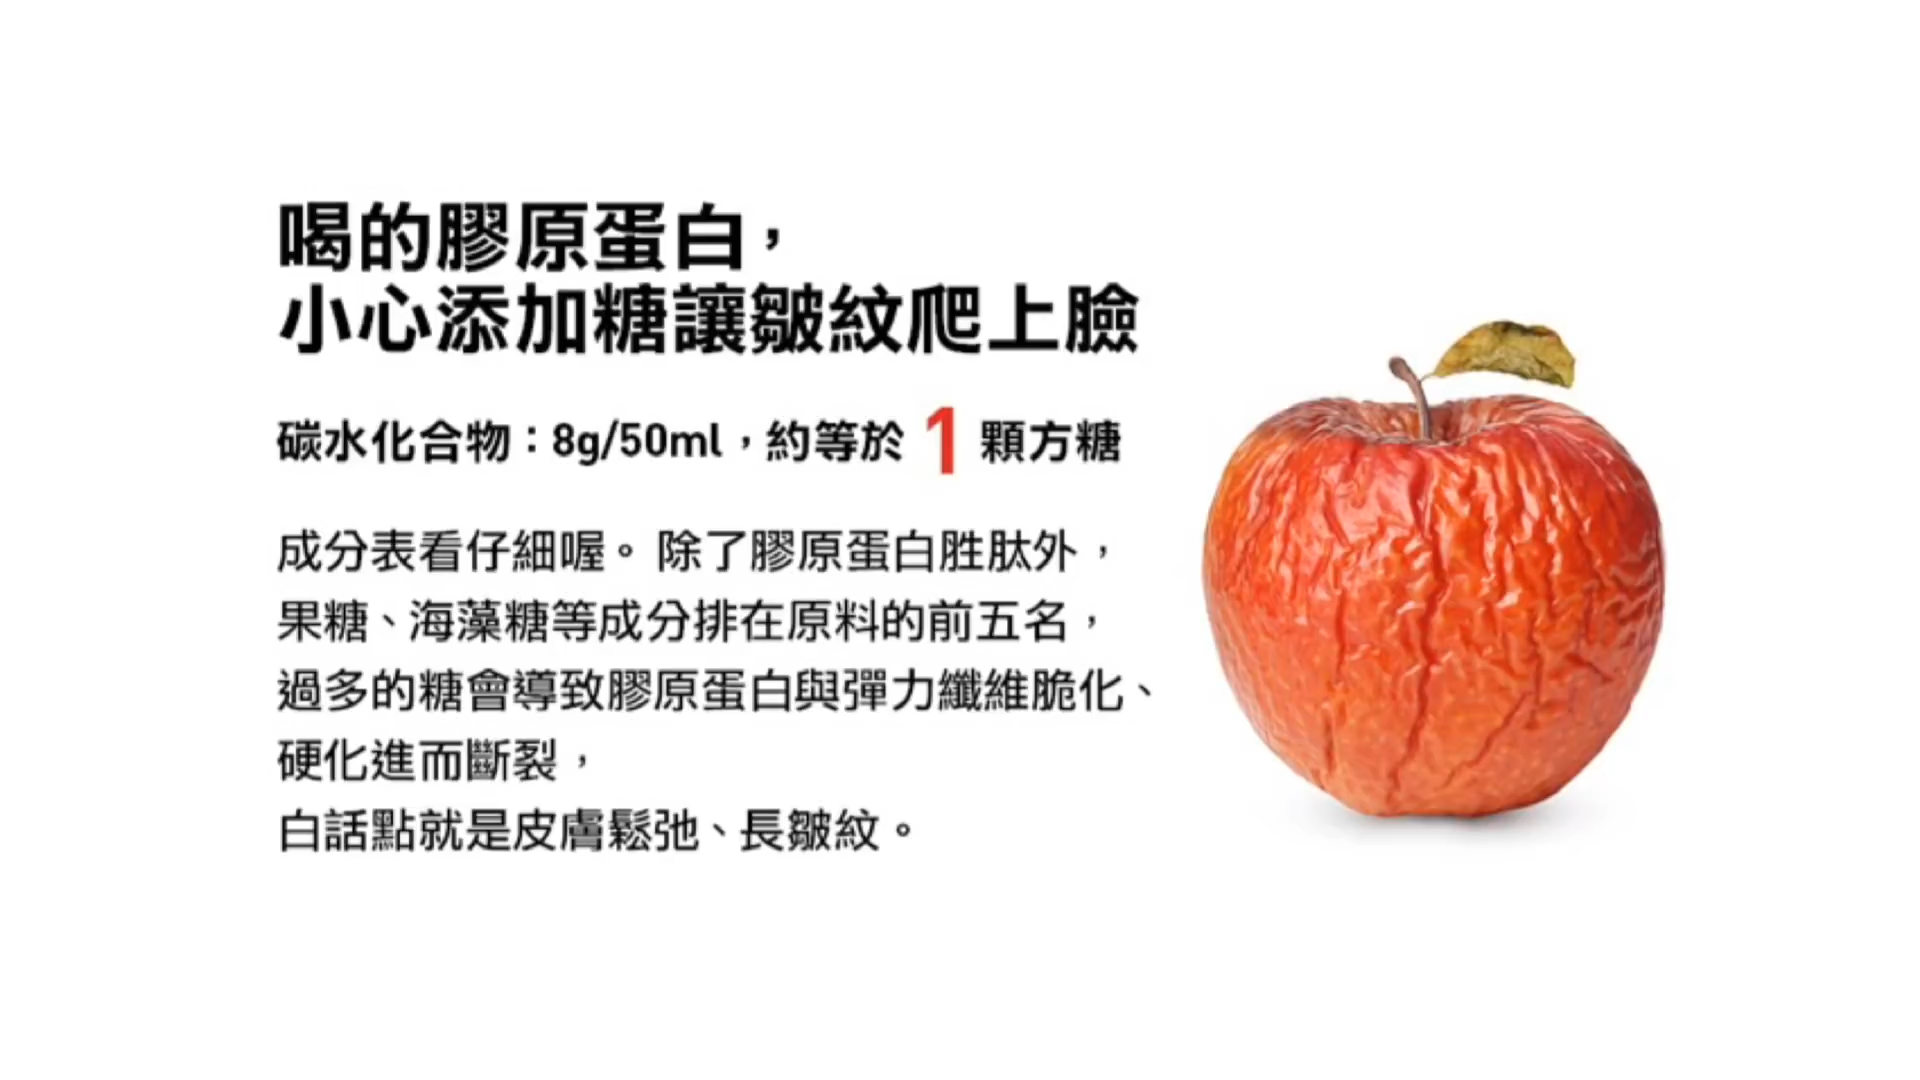 喝的膠原蛋白，
小心添加糖讓皺紋爬上臉
碳水化合物：8g/50ml，約等於 1 顆方糖
成分表看仔細喔。除了膠原蛋白胜肽外，
果糖、海藻糖等成分排在原料的前五名，
過多的糖會導致膠原蛋白與彈力纖維脆化、
硬化進而斷裂，
白話點就是皮膚鬆弛、長皺紋。